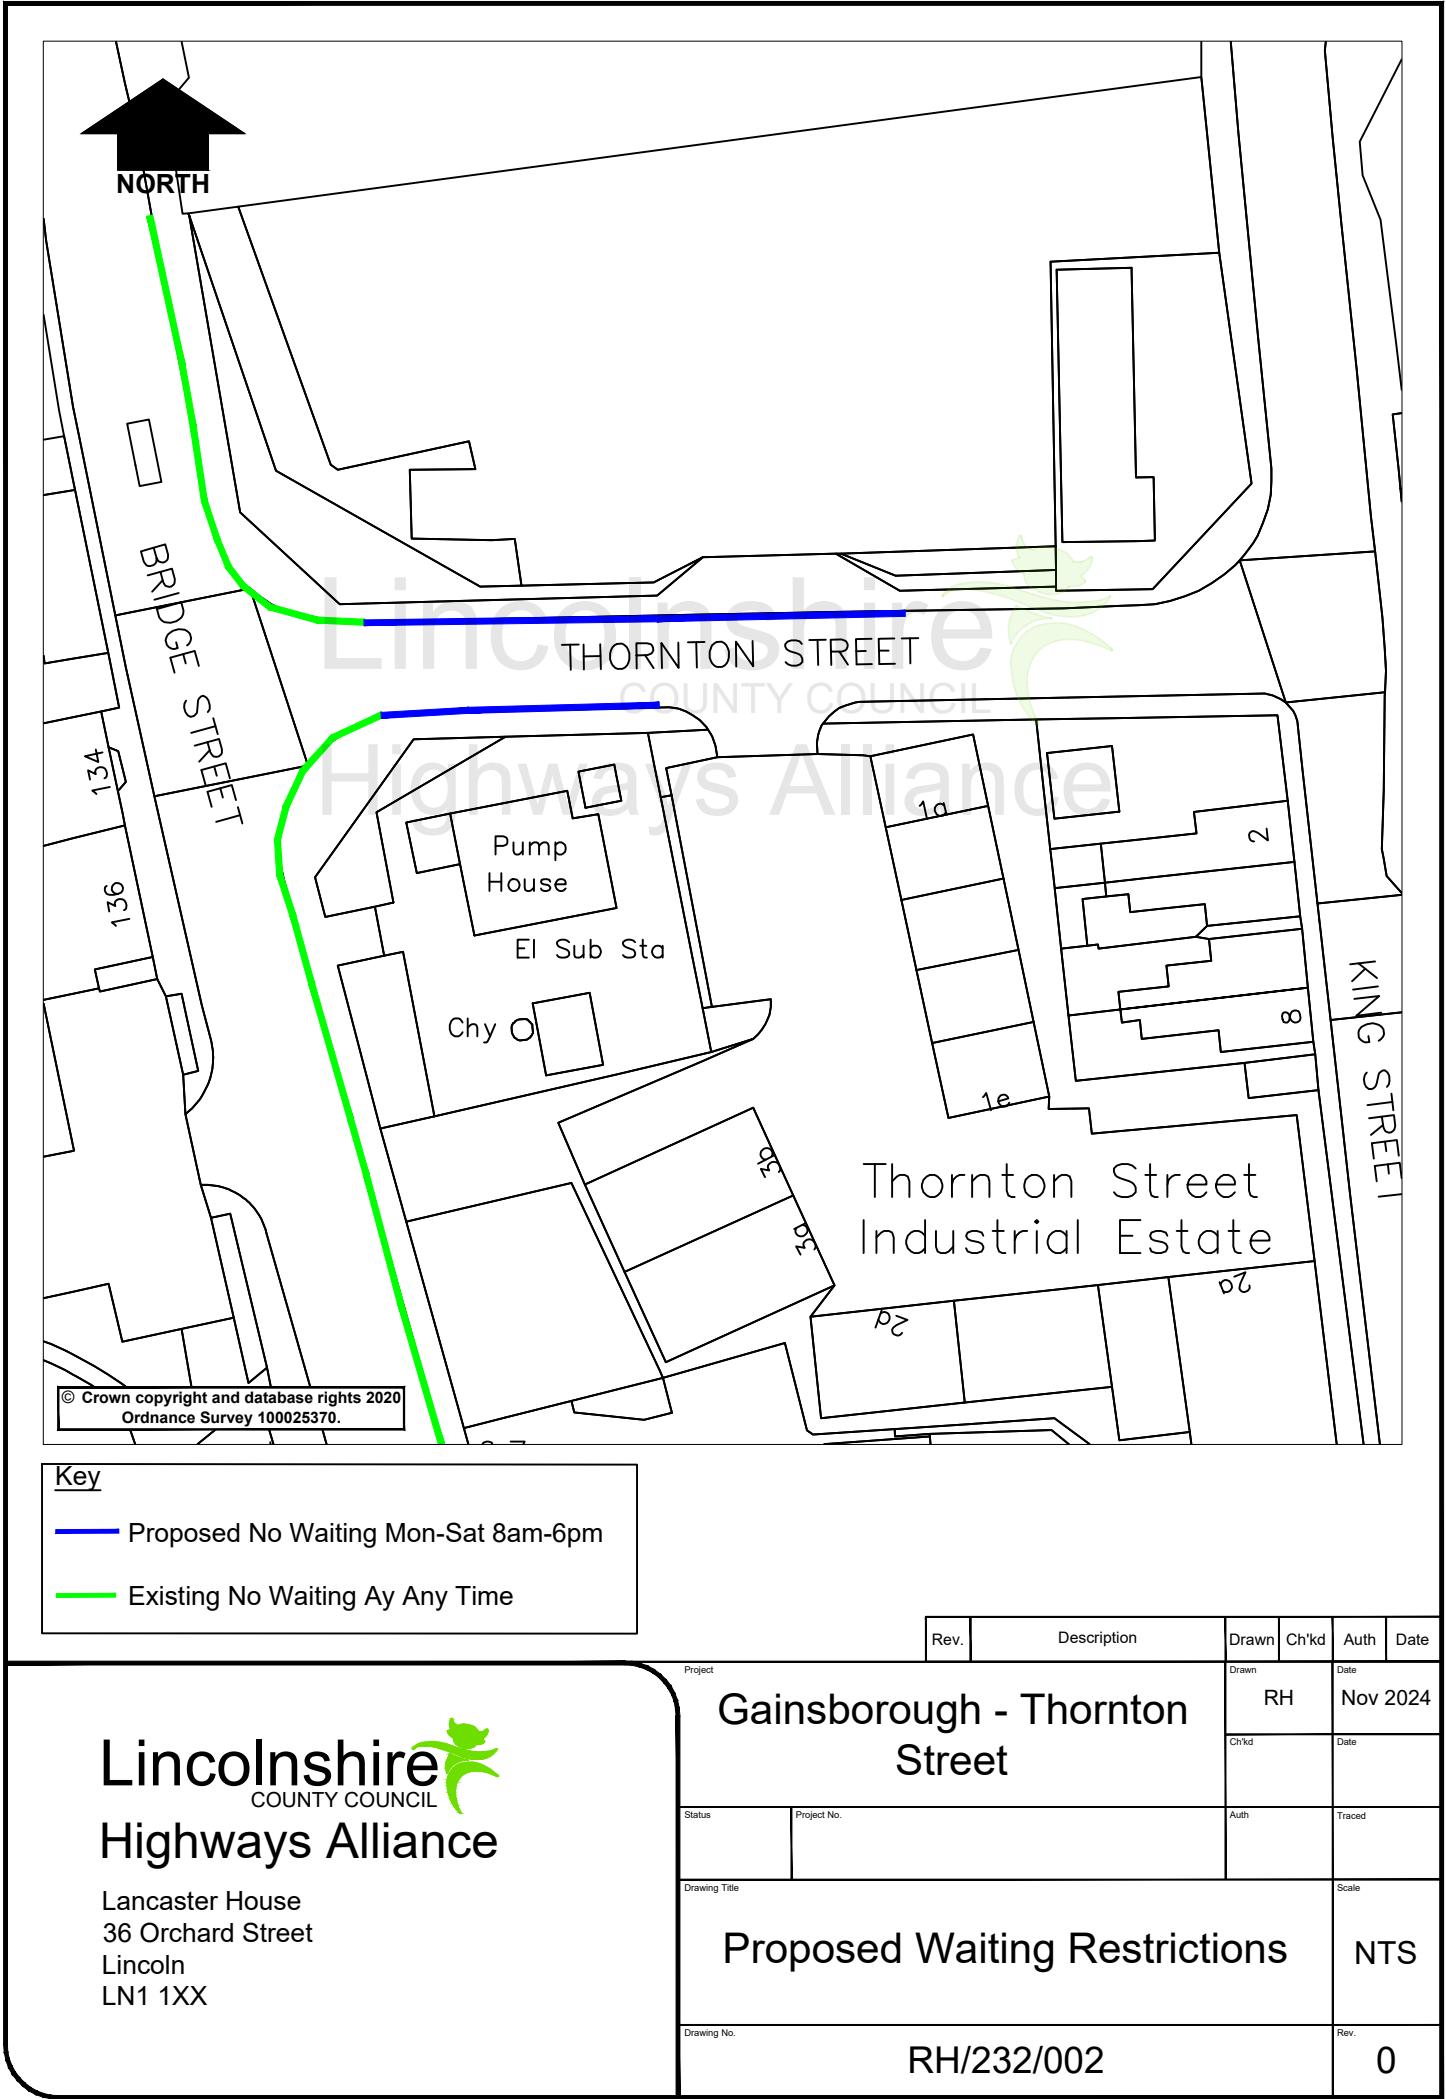 NORTH
BRIDGE STREET
Lincolnshire
COUNTY COUNCIL
Highways Alliance
THORNTON STREET
134
136
Pump
House
El Sub Sta
Chy
1a
1e
2
8
KING STREET
3b
3a
Thornton Street
Industrial Estate
2d
2a
© Crown copyright and database rights 2020
Ordnance Survey 100025370.
Key
Proposed No Waiting Mon-Sat 8am-6pm
Existing No Waiting Ay Any Time
Rev. Description Drawn Ch'kd Auth Date
Lincolnshire
COUNTY COUNCIL
Highways Alliance
Lancaster House
36 Orchard Street
Lincoln
LN1 1XX
Project
Gainsborough - Thornton
Street
Drawn
RH
Date
Nov 2024
Ch'kd
Date
Status
Project No.
Auth
Traced
Drawing Title
Proposed Waiting Restrictions
Scale
NTS
Drawing No.
RH/232/002
Rev.
0